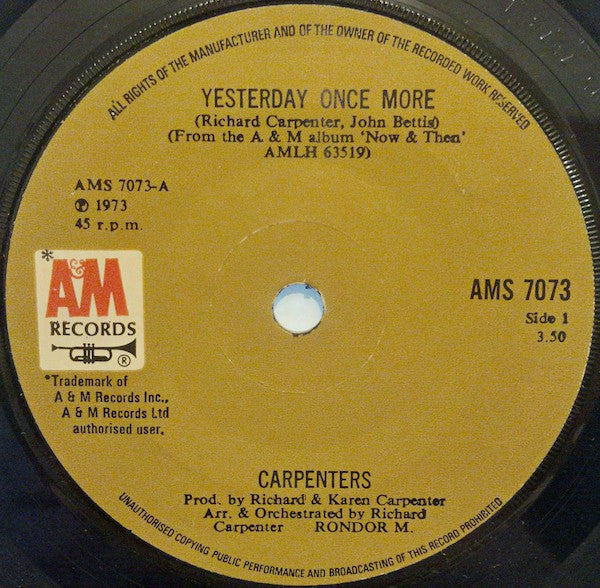 ALL RIGHTS OF THE MANUFACTURER AND OF THE OWNER OF THE RECORDED WORK RESERVED
YESTERDAY ONCE MORE
(Richard Carpenter, John Bettis)
(From the A & M album 'Now & Then'
AMLH 63519)
AMS 7073-A
℗ 1973
45 r.p.m.
*
A&M
RECORDS
®
*Trademark of
A & M Records Inc.,
A & M Records Ltd
authorised user.
AMS 7073
Side 1
3.50
CARPENTERS
Prod. by Richard & Karen Carpenter
Arr. & Orchestrated by Richard
Carpenter RONDOR M.
UNAUTHORISED COPYING PUBLIC PERFORMANCE AND BROADCASTING OF THIS RECORD PROHIBITED